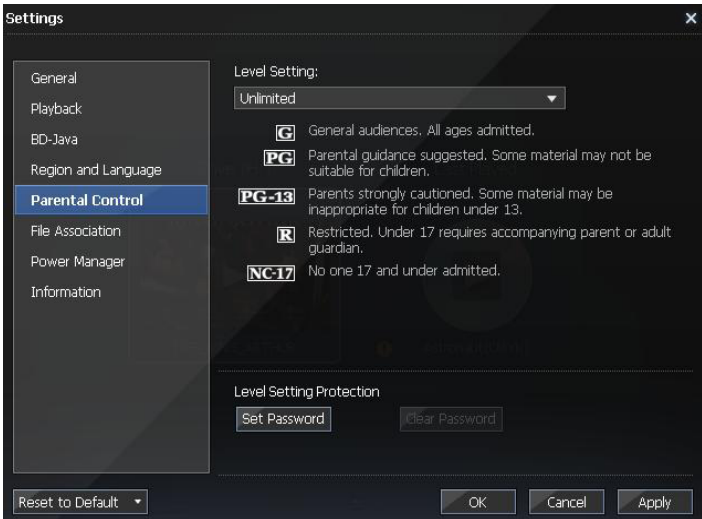 Settings
General
Playback
BD-Java
Region and Language
Parental Control
File Association
Power Manager
Information
Level Setting:
Unlimited
G General audiences. All ages admitted.
PG Parental guidance suggested. Some material may not be
suitable for children.
PG-13 Parents strongly cautioned. Some material may be
inappropriate for children under 13.
R Restricted. Under 17 requires accompanying parent or adult
guardian.
NC-17 No one 17 and under admitted.
Level Setting Protection
Set Password Clear Password
Reset to Default OK Cancel Apply